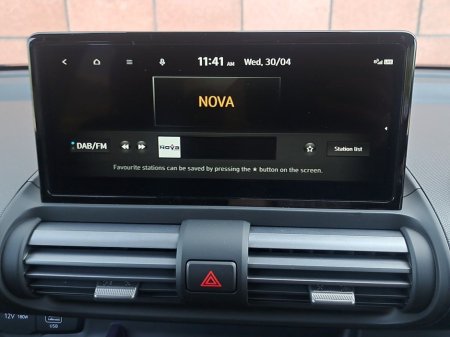 11:41 AM Wed, 30/04
NOVA
DAB/FM Nova Station list
Favourite stations can be saved by pressing the ★ button on the screen.
12V 180W